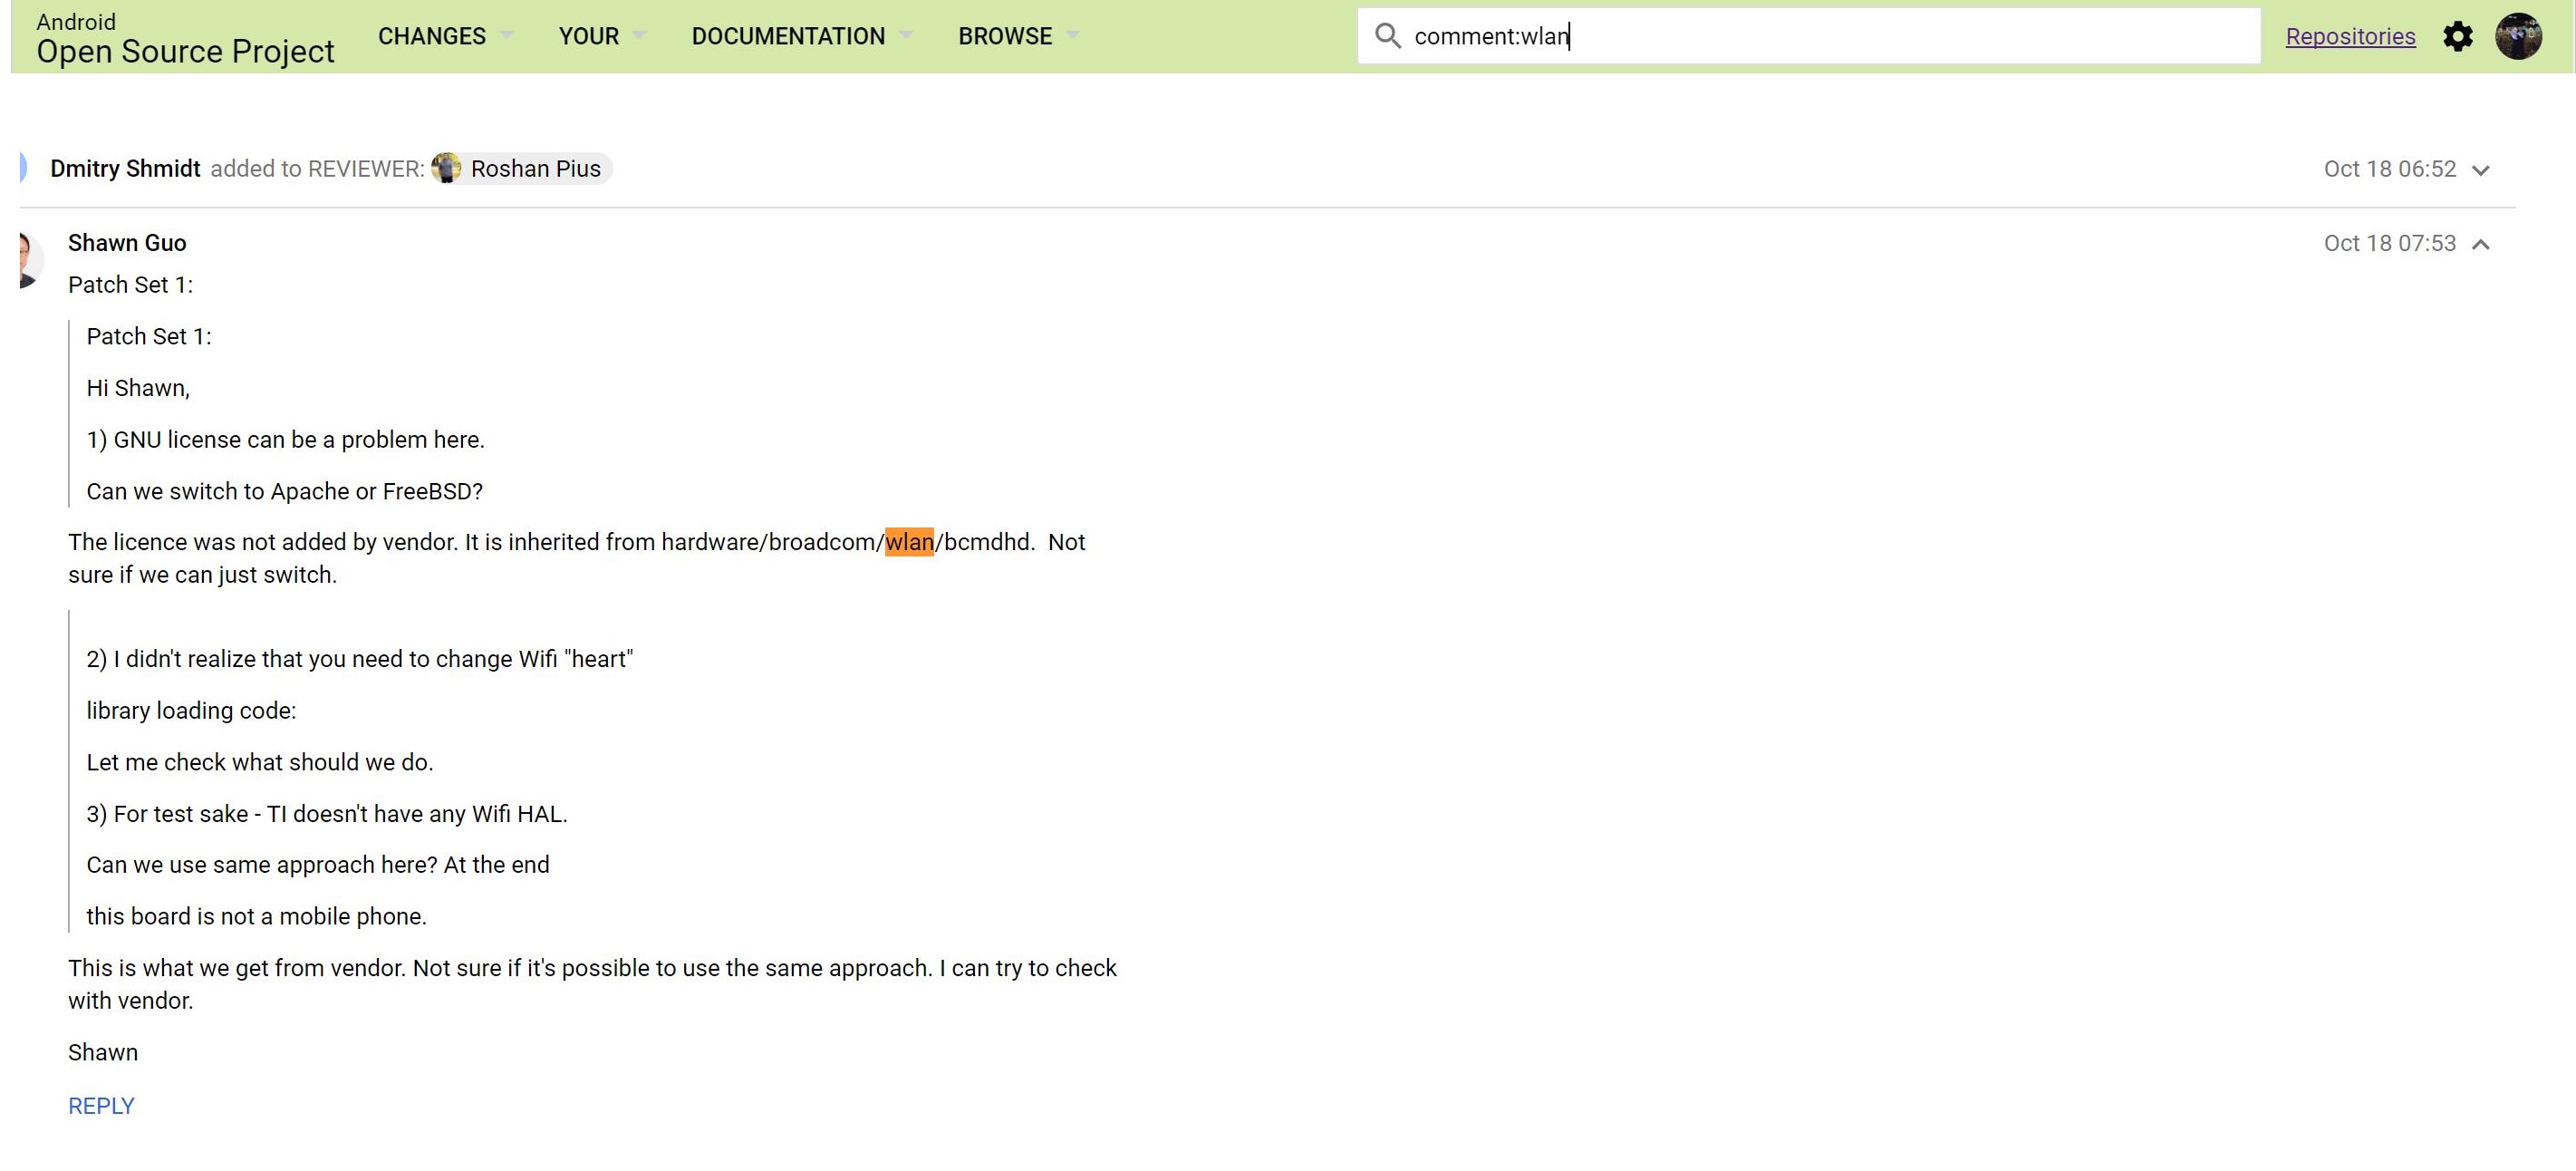 Android
Open Source Project
CHANGES
YOUR
DOCUMENTATION
BROWSE
comment:wlan
Repositories
Dmitry Shmidt added to REVIEWER: Roshan Pius
Oct 18 06:52
Shawn Guo
Oct 18 07:53
Patch Set 1:
Patch Set 1:
Hi Shawn,
1) GNU license can be a problem here.
Can we switch to Apache or FreeBSD?
The licence was not added by vendor. It is inherited from hardware/broadcom/wlan/bcmdhd.  Not
sure if we can just switch.
2) I didn't realize that you need to change Wifi "heart"
library loading code:
Let me check what should we do.
3) For test sake - TI doesn't have any Wifi HAL.
Can we use same approach here? At the end
this board is not a mobile phone.
This is what we get from vendor. Not sure if it's possible to use the same approach. I can try to check
with vendor.
Shawn
REPLY